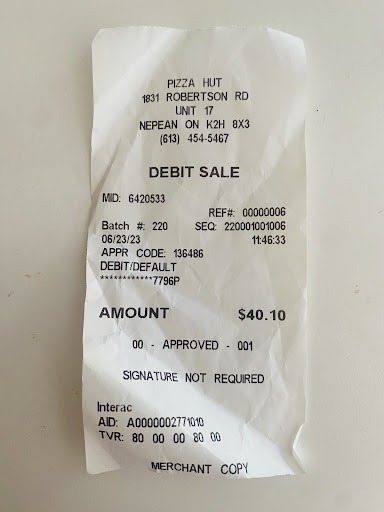 PIZZA HUT
1831 ROBERTSON RD
UNIT 17
NEPEAN ON K2H 8X3
(613) 454-5467
DEBIT SALE
MID: 6420533
REF#: 00000006
Batch #: 220 SEQ: 220001001006
06/23/23 11:46:33
APPR CODE: 136486
DEBIT/DEFAULT
************7796P
AMOUNT $40.10
00 - APPROVED - 001
SIGNATURE NOT REQUIRED
Interac
AID: A0000002771010
TVR: 80 00 00 80 00
MERCHANT COPY